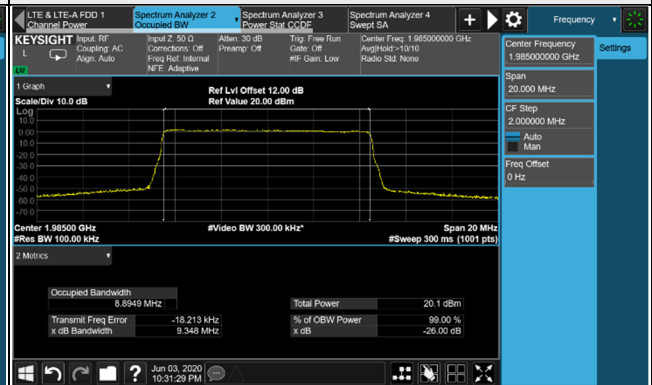 LTE & LTE-A FDD 1
Channel Power
Spectrum Analyzer 2
Occupied BW
Spectrum Analyzer 3
Power Stat CCDF
Spectrum Analyzer 4
Swept SA
+
Frequency
KEYSIGHT
L
LW
Input: RF
Coupling: AC
Align: Auto
Input Z: 50 Ω
Corrections: Off
Freq Ref: Internal
NFE: Adaptive
Atten: 30 dB
Preamp: Off
Trig: Free Run
Gate: Off
#IF Gain: Low
Center Freq: 1.985000000 GHz
Avg|Hold:>10/10
Radio Std: None
Center Frequency
1.985000000 GHz
Settings
Span
20.000 MHz
CF Step
2.000000 MHz
Auto
Man
Freq Offset
0 Hz
1 Graph
Scale/Div 10.0 dB
Ref Lvl Offset 12.00 dB
Ref Value 20.00 dBm
Log
10.0
0.00
-10.0
-20.0
-30.0
-40.0
-50.0
-60.0
-70.0
Center 1.98500 GHz
#Res BW 100.00 kHz
#Video BW 300.00 kHz*
Span 20 MHz
#Sweep 300 ms (1001 pts)
2 Metrics
Occupied Bandwidth
8.8949 MHz
Total Power
20.1 dBm
Transmit Freq Error
-18.213 kHz
% of OBW Power
99.00 %
x dB Bandwidth
9.348 MHz
x dB
-26.00 dB
?
Jun 03, 2020
10:31:29 PM